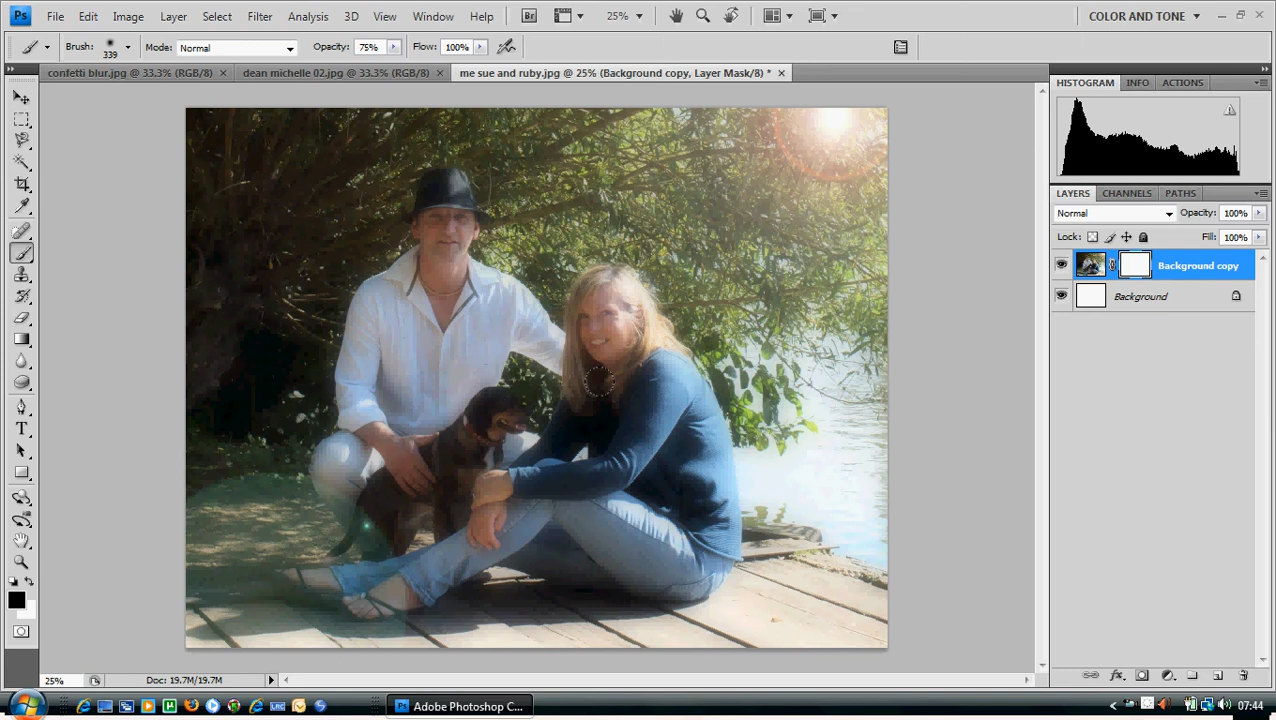 Ps File Edit Image Layer Select Filter Analysis 3D View Window Help Br 25% COLOR AND TONE
Brush: 339 Mode: Normal Opacity: 75% Flow: 100%
confetti blur.jpg @ 33.3% (RGB/8) × dean michelle 02.jpg @ 33.3% (RGB/8) × me sue and ruby.jpg @ 25% (Background copy, Layer Mask/8) * ×
HISTOGRAM INFO ACTIONS
LAYERS CHANNELS PATHS
Normal Opacity: 100%
Lock: Fill: 100%
Background copy
Background
T
25% Doc: 19.7M/19.7M
Ps Adobe Photoshop C... 07:44